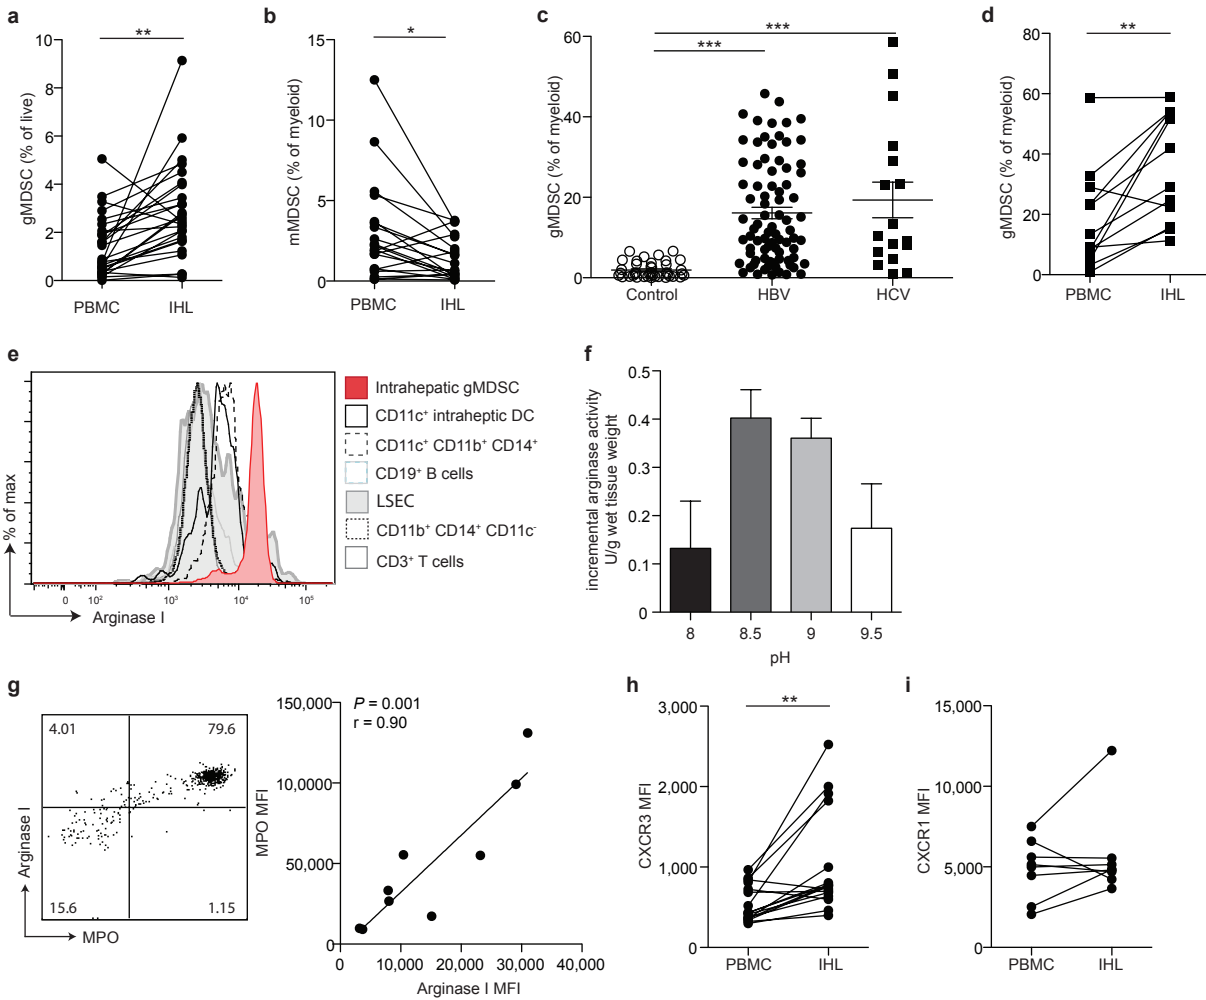 a
**
gMDSC (% of live)
10
8
6
4
2
0
PBMC
IHL
b
*
mMDSC (% of myeloid)
15
10
5
0
PBMC
IHL
c
***
***
gMDSC (% of myeloid)
60
40
20
0
Control
HBV
HCV
d
**
gMDSC (% of myeloid)
80
60
40
20
0
PBMC
IHL
e
% of max
0
10²
10³
10⁴
10⁵
Arginase I
Intrahepatic gMDSC
CD11c⁺ intraheptic DC
CD11c⁺ CD11b⁺ CD14⁺
CD19⁺ B cells
LSEC
CD11b⁺ CD14⁺ CD11c⁻
CD3⁺ T cells
f
incremental arginase activity
U/g wet tissue weight
0.5
0.4
0.3
0.2
0.1
0
8
8.5
9
9.5
pH
g
4.01
79.6
15.6
1.15
Arginase I
MPO
P = 0.001
r = 0.90
MPO MFI
150,000
10,0000
50,000
0
0
10,000
20,000
30,000
40,000
Arginase I MFI
h
**
CXCR3 MFI
3,000
2,000
1,000
0
PBMC
IHL
i
CXCR1 MFI
15,000
10,000
5,000
0
PBMC
IHL